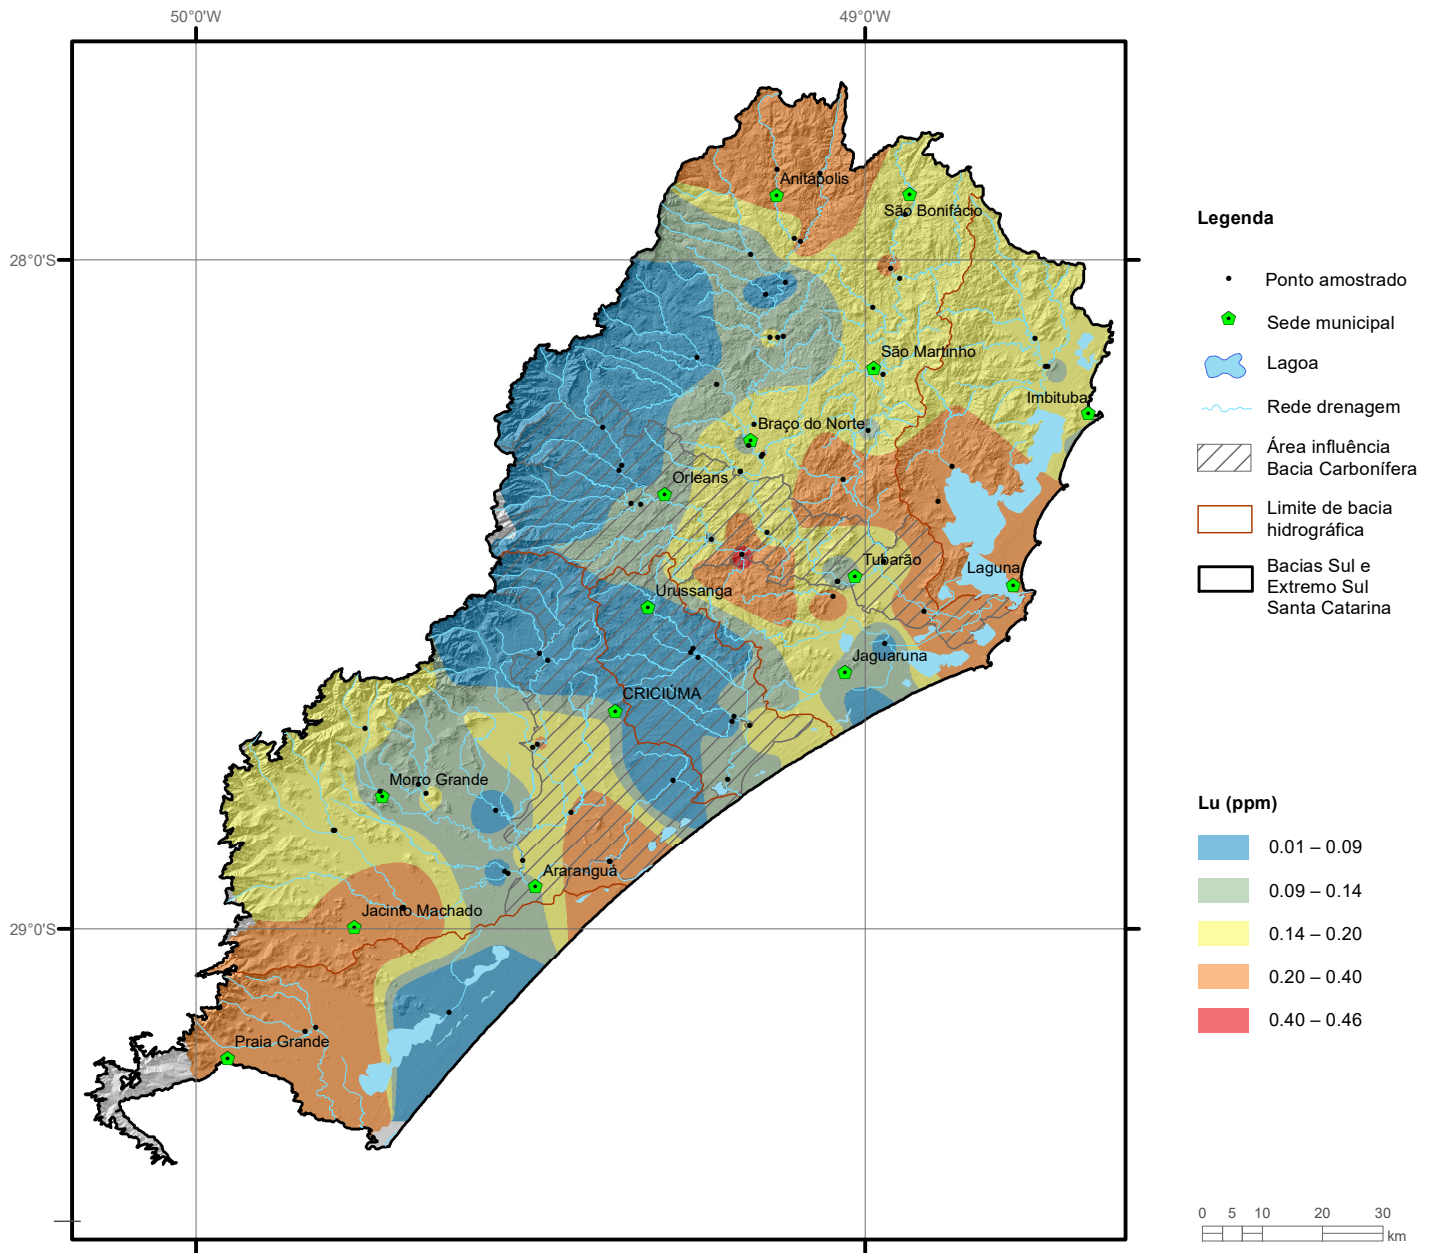 50°0'W
49°0'W
28°0'S
29°0'S
Anitápolis
São Bonifácio
São Martinho
Imbituba
Braço do Norte
Orleans
Tubarão
Laguna
Urussanga
Jaguaruna
CRICIÚMA
Morro Grande
Araranguá
Jacinto Machado
Praia Grande
Legenda
Ponto amostrado
Sede municipal
Lagoa
Rede drenagem
Área influência
Bacia Carbonífera
Limite de bacia
hidrográfica
Bacias Sul e
Extremo Sul
Santa Catarina
Lu (ppm)
0.01 – 0.09
0.09 – 0.14
0.14 – 0.20
0.20 – 0.40
0.40 – 0.46
0 5 10 20 30
km